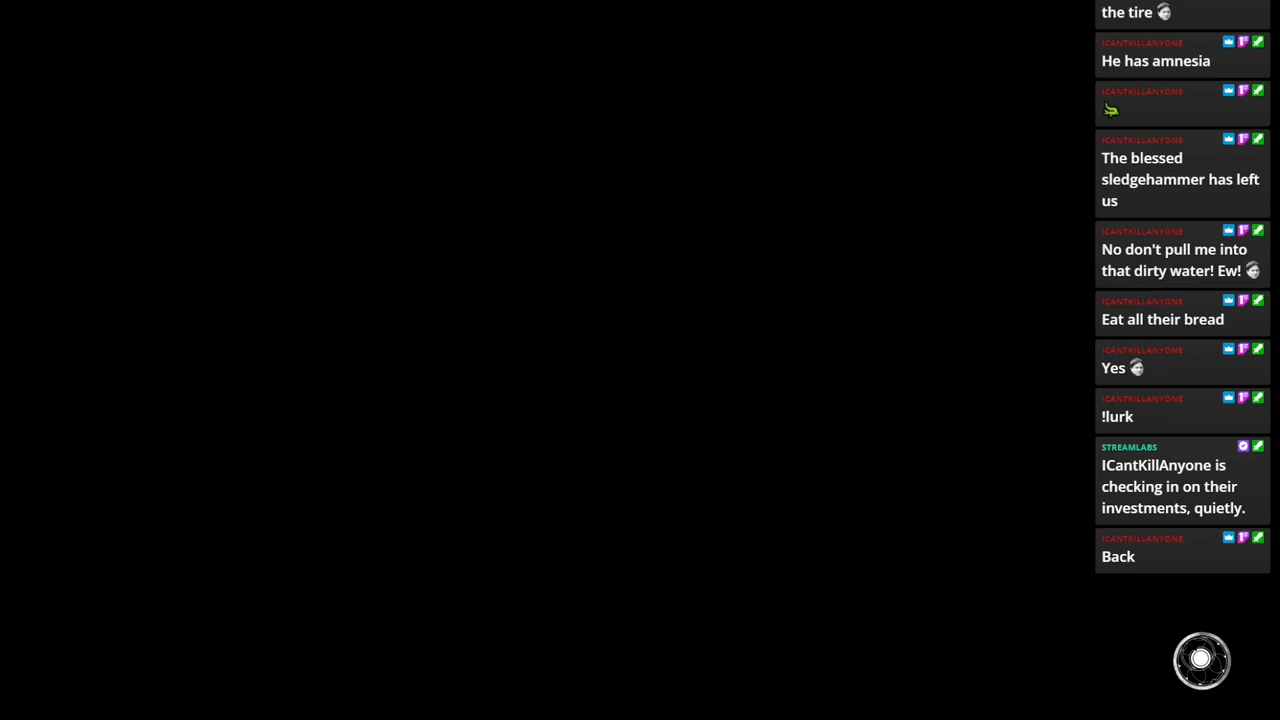 the tire
ICANTKILLANYONE
He has amnesia
ICANTKILLANYONE
ICANTKILLANYONE
The blessed
sledgehammer has left
us
ICANTKILLANYONE
No don't pull me into
that dirty water! Ew!
ICANTKILLANYONE
Eat all their bread
ICANTKILLANYONE
Yes
ICANTKILLANYONE
!lurk
STREAMLABS
ICantKillAnyone is
checking in on their
investments, quietly.
ICANTKILLANYONE
Back